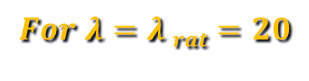 For λ = λ rat = 20